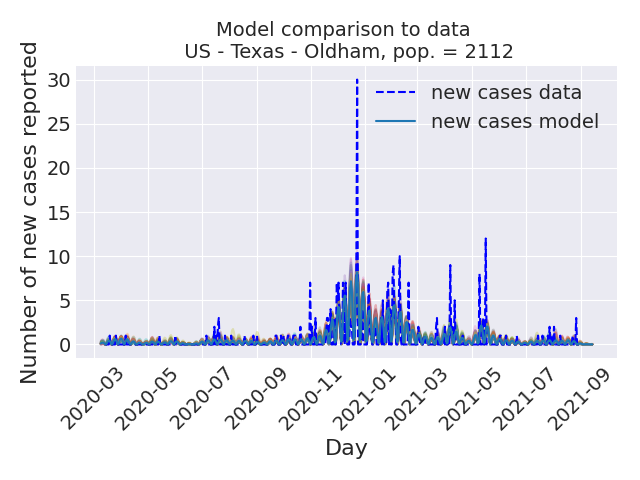 Model comparison to data
US - Texas - Oldham, pop. = 2112
Number of new cases reported
30
25
20
15
10
5
0
new cases data
new cases model
2020-03
2020-05
2020-07
2020-09
2020-11
2021-01
2021-03
2021-05
2021-07
2021-09
Day